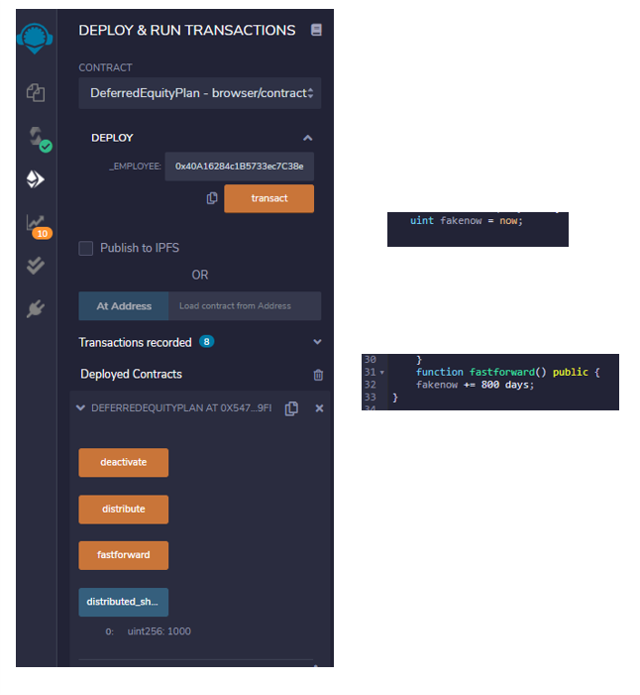 DEPLOY & RUN TRANSACTIONS
CONTRACT
DeferredEquityPlan - browser/contract
DEPLOY
_EMPLOYEE: 0x40A16284c1B5733ec7C38e
transact
10
Publish to IPFS
OR
At Address Load contract from Address
Transactions recorded 8
Deployed Contracts
DEFERREDEQUITYPLAN AT 0X547...9FI
deactivate
distribute
fastforward
distributed_sh...
0: uint256: 1000
uint fakenow = now;
30 }
31 function fastforward() public {
32 fakenow += 800 days;
33 }
34